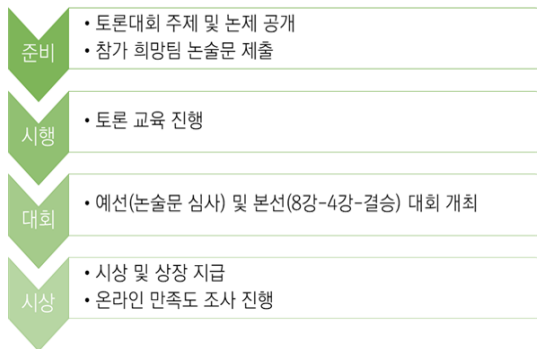 준비
• 토론대회 주제 및 논제 공개
• 참가 희망팀 논술문 제출
시행
• 토론 교육 진행
대회
• 예선(논술문 심사) 및 본선(8강-4강-결승) 대회 개최
시상
• 시상 및 상장 지급
• 온라인 만족도 조사 진행